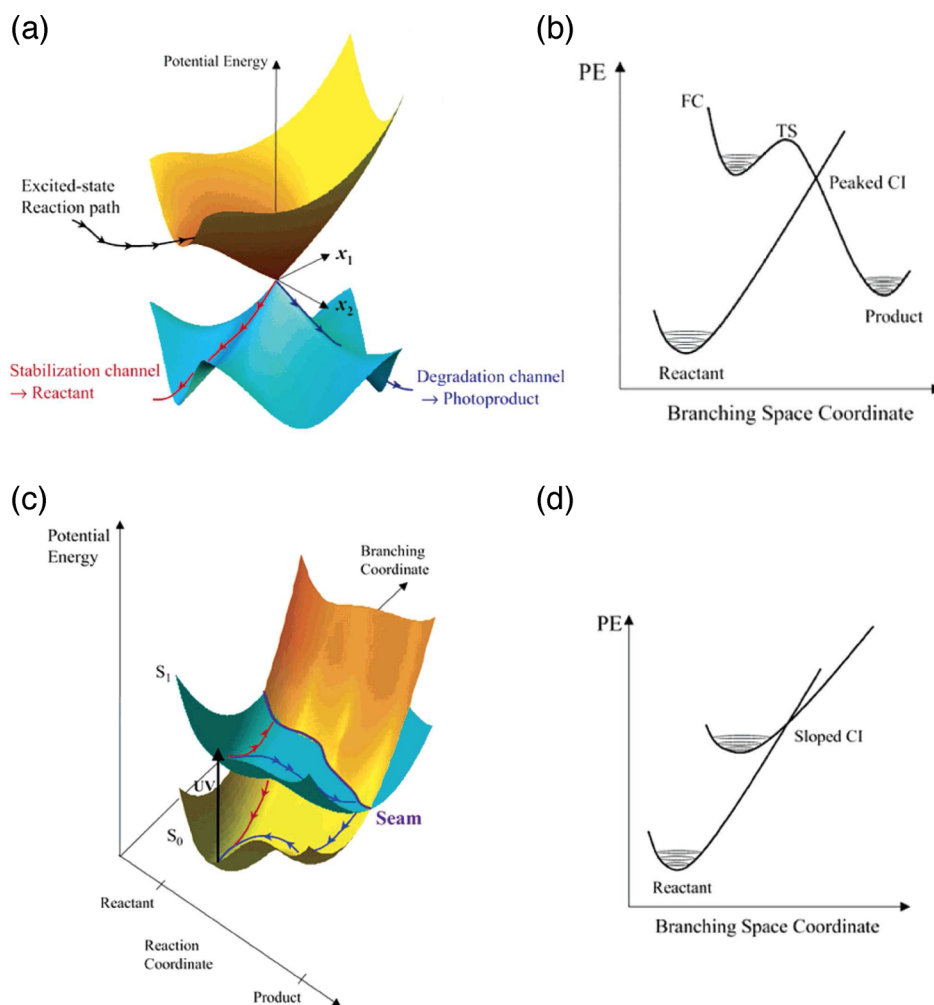 (a)
Potential Energy
Excited-state
Reaction path
x₁
x₂
Stabilization channel
→ Reactant
Degradation channel
→ Photoproduct
(b)
PE
FC
TS
Peaked CI
Product
Reactant
Branching Space Coordinate
(c)
Potential
Energy
Branching
Coordinate
S₁
UV
S₀
Seam
Reactant
Reaction
Coordinate
Product
(d)
PE
Sloped CI
Reactant
Branching Space Coordinate